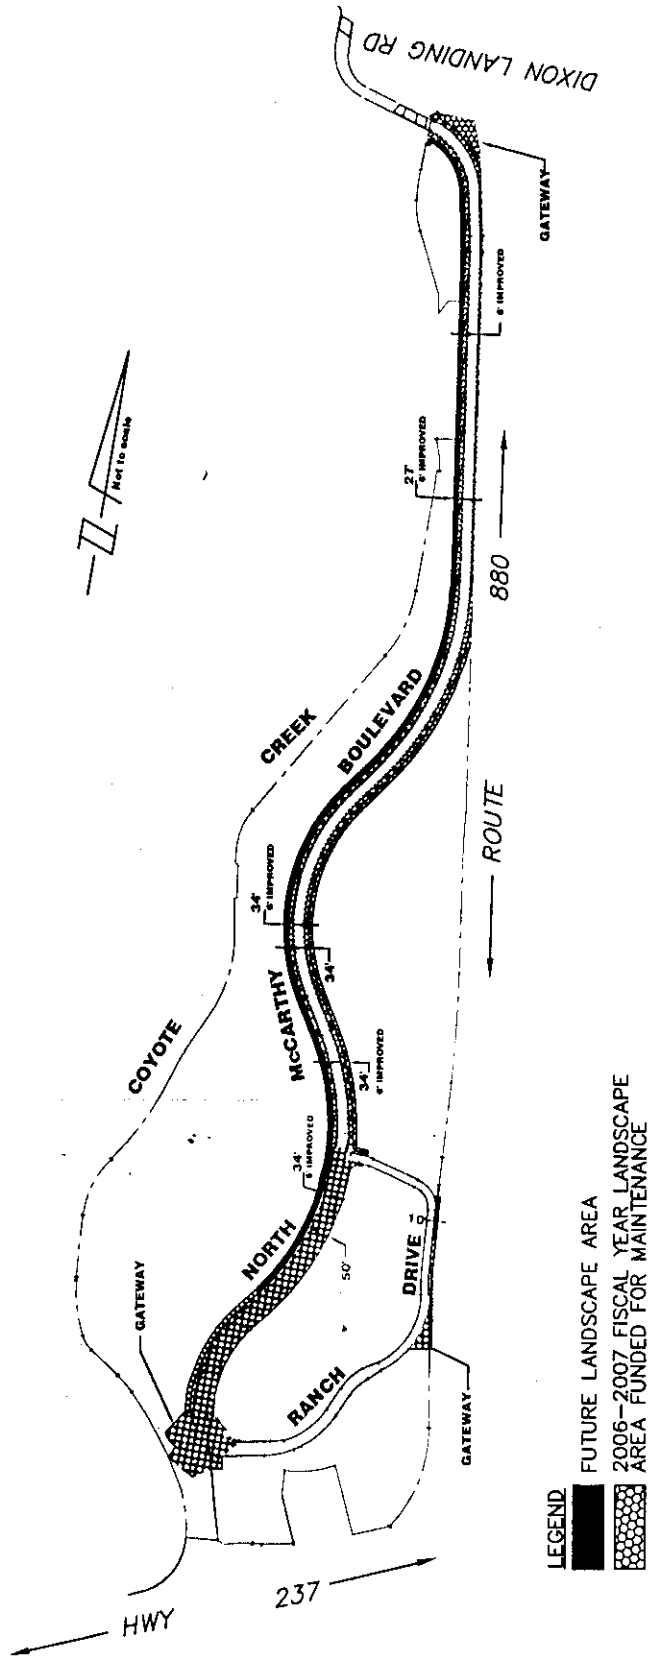 DIXON LANDING RD
GATEWAY
6' IMPROVED
Not to scale
27'
6' IMPROVED
880
ROUTE
CREEK
BOULEVARD
34'
6' IMPROVED
34'
McCARTHY
COYOTE
34'
6' IMPROVED
34'
6' IMPROVED
NORTH
50'
10'
DRIVE
GATEWAY
RANCH
GATEWAY
HWY
237
LEGEND
FUTURE LANDSCAPE AREA
2006-2007 FISCAL YEAR LANDSCAPE
AREA FUNDED FOR MAINTENANCE